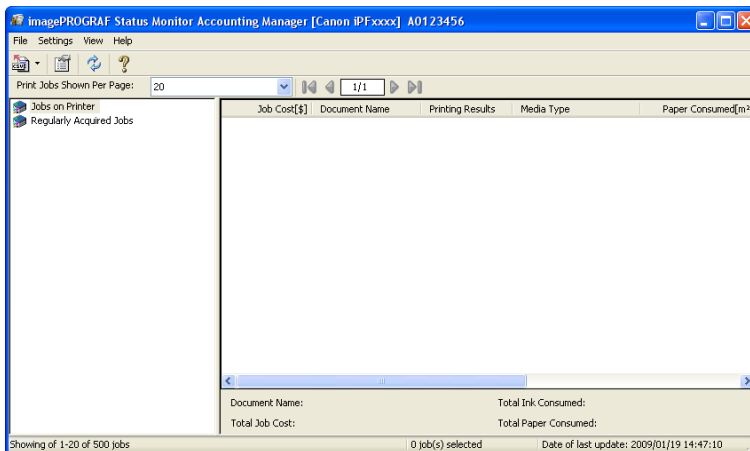 imagePROGRAF Status Monitor Accounting Manager [Canon iPFxxxx] A0123456
File Settings View Help
CSV
Print Jobs Shown Per Page: 20 1/1
Jobs on Printer
Regularly Acquired Jobs
Job Cost[$] Document Name Printing Results Media Type Paper Consumed[m²
Document Name: Total Ink Consumed:
Total Job Cost: Total Paper Consumed:
Showing of 1-20 of 500 jobs 0 job(s) selected Date of last update: 2009/01/19 14:47:10